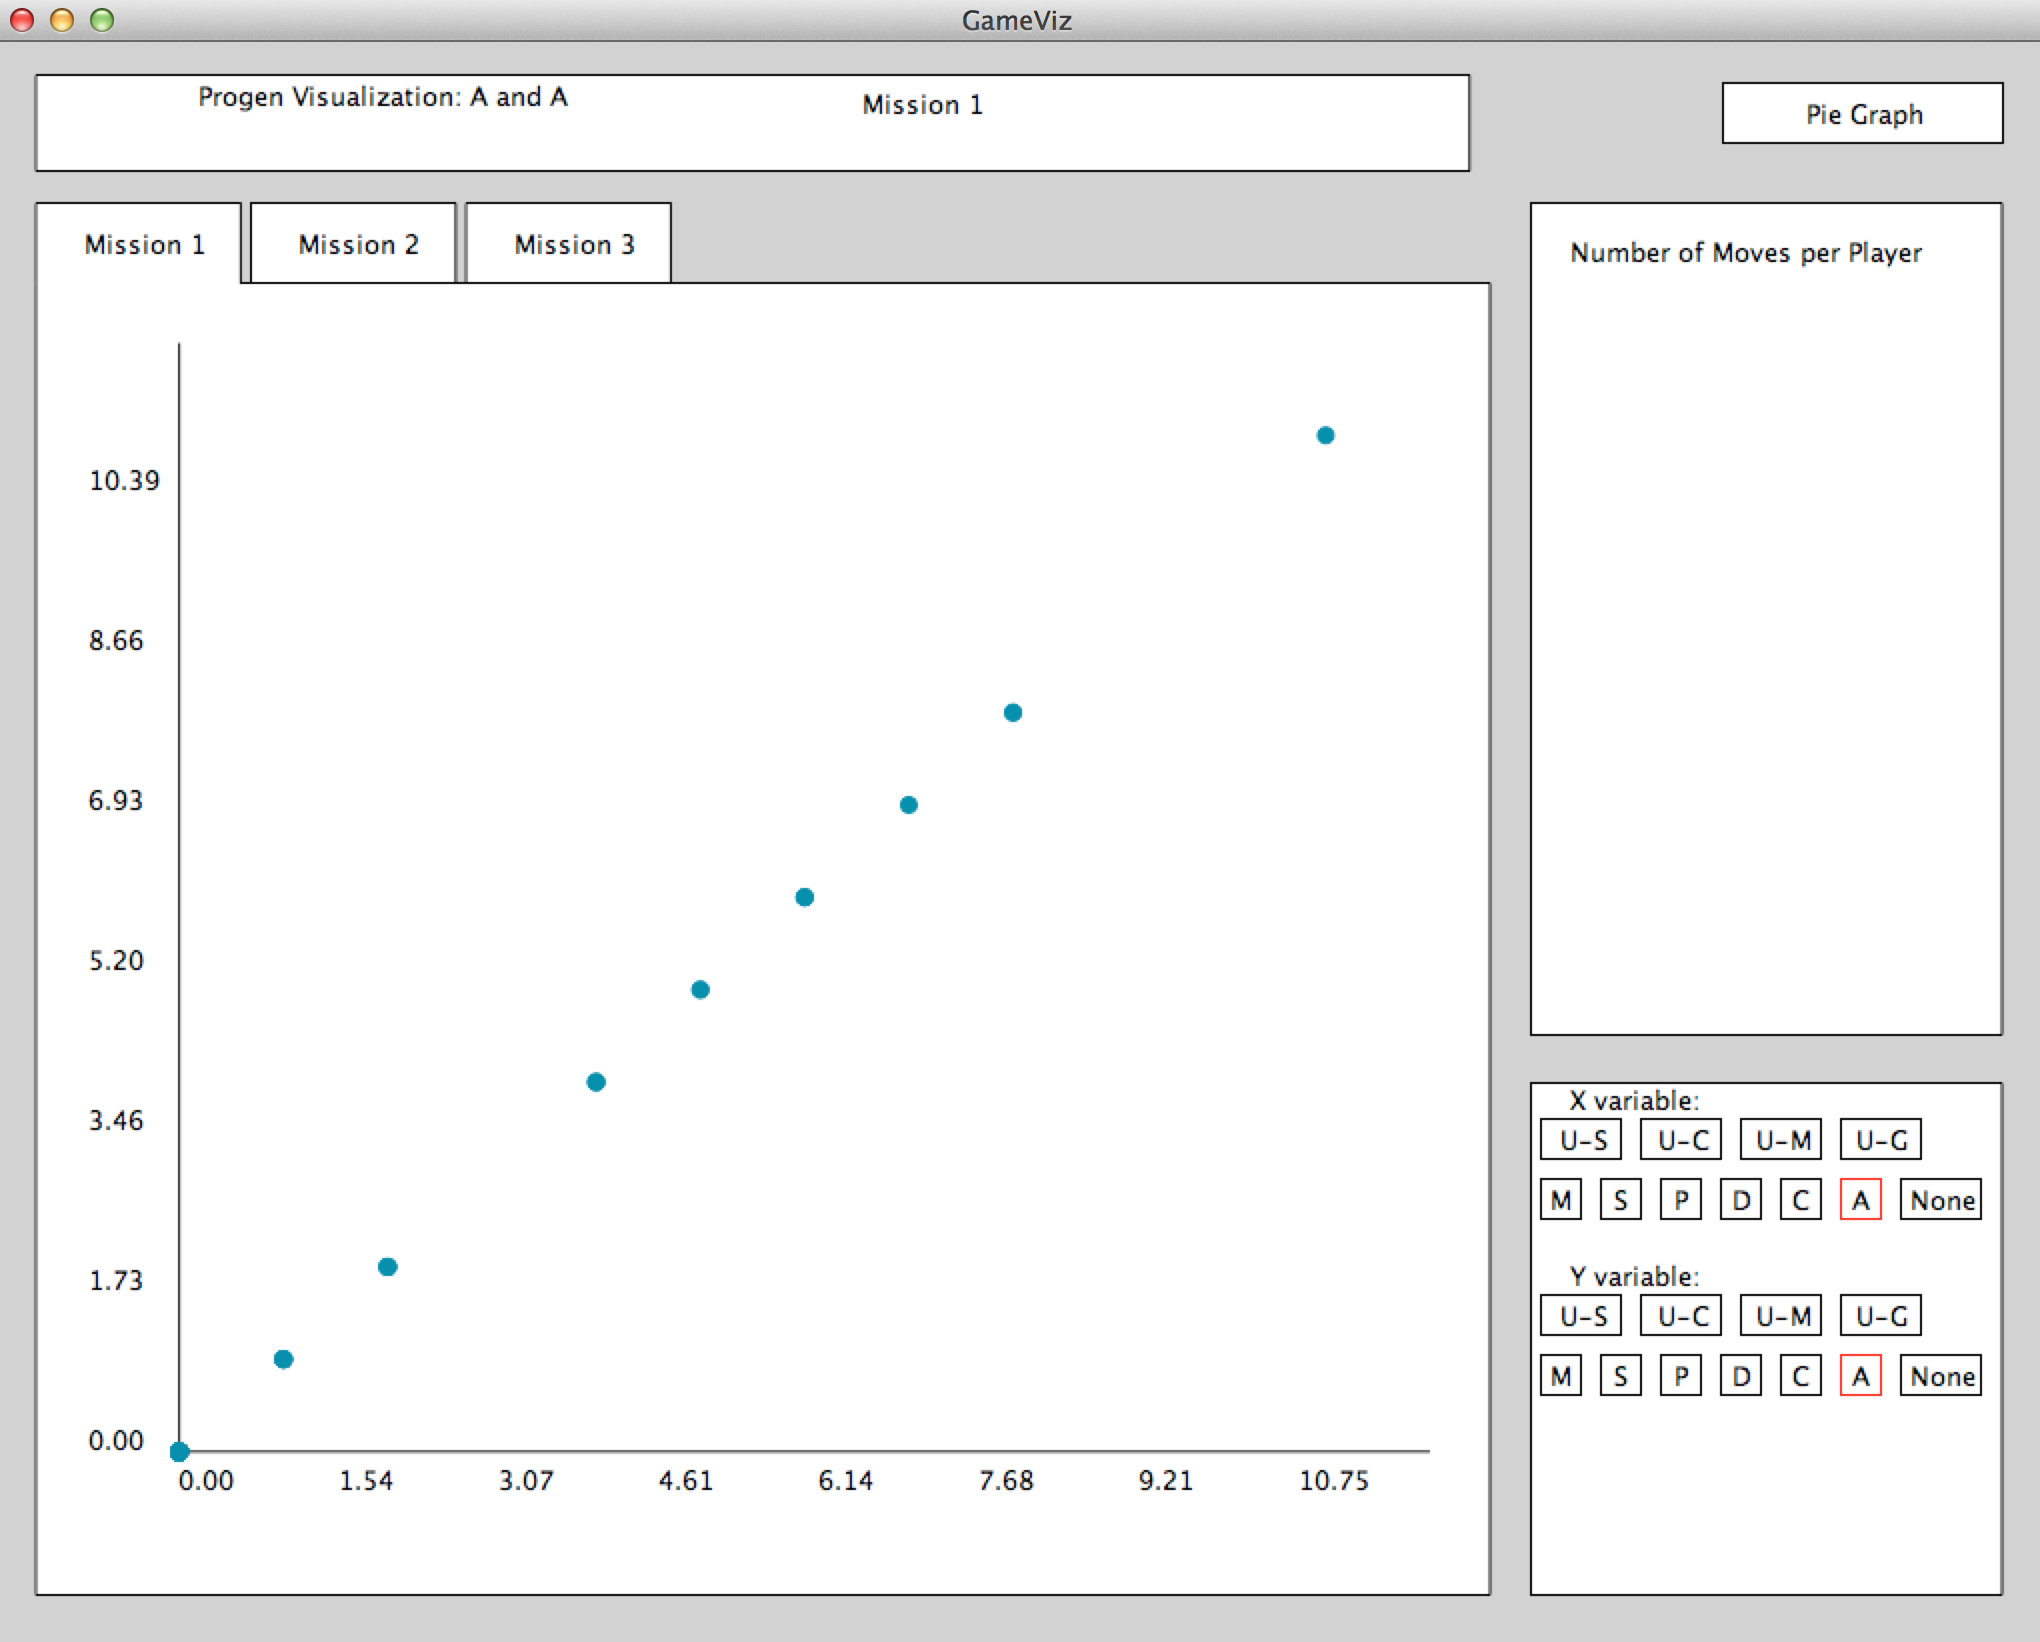 GameViz
Progen Visualization: A and A
Mission 1
Pie Graph
Mission 1
Mission 2
Mission 3
Number of Moves per Player
10.39
8.66
6.93
5.20
3.46
1.73
0.00
0.00 1.54 3.07 4.61 6.14 7.68 9.21 10.75
X variable:
U-S U-C U-M U-G
M S P D C A None
Y variable:
U-S U-C U-M U-G
M S P D C A None